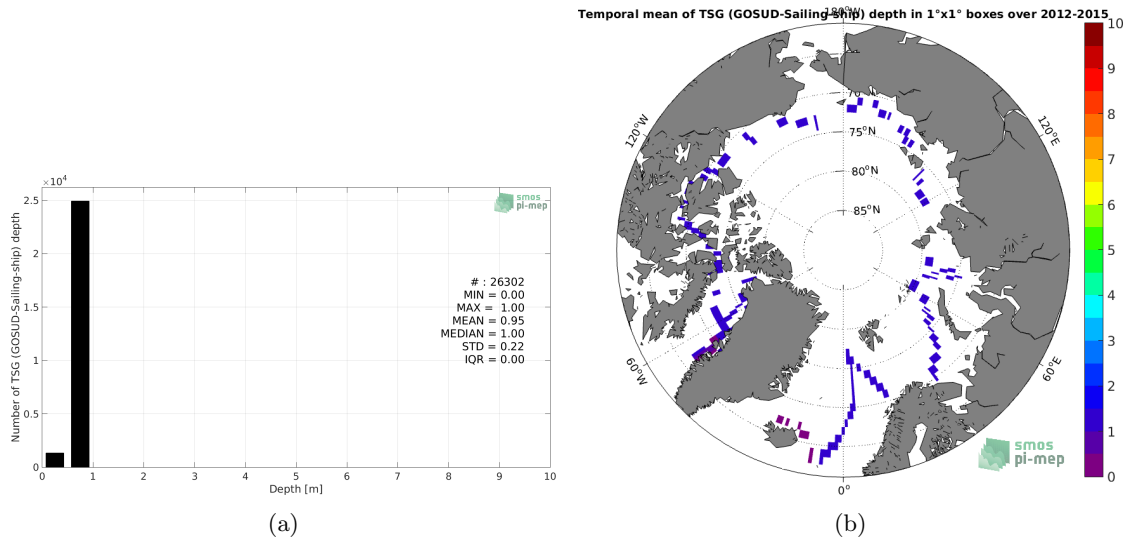 Temporal mean of TSG (GOSUD-Sailing-ship) depth in 1°x1° boxes over 2012-2015
180°W
120°W
120°E
75°N
80°N
85°N
60°W
60°E
0°
10
9
8
7
6
5
4
3
2
1
0
smos
pi-mep
×10⁴
2.5
2
1.5
1
0.5
0
Number of TSG (GOSUD-Sailing-ship) depth
smos
pi-mep
# : 26302
MIN = 0.00
MAX = 1.00
MEAN = 0.95
MEDIAN = 1.00
STD = 0.22
IQR = 0.00
0 1 2 3 4 5 6 7 8 9 10
Depth [m]
(a)
(b)